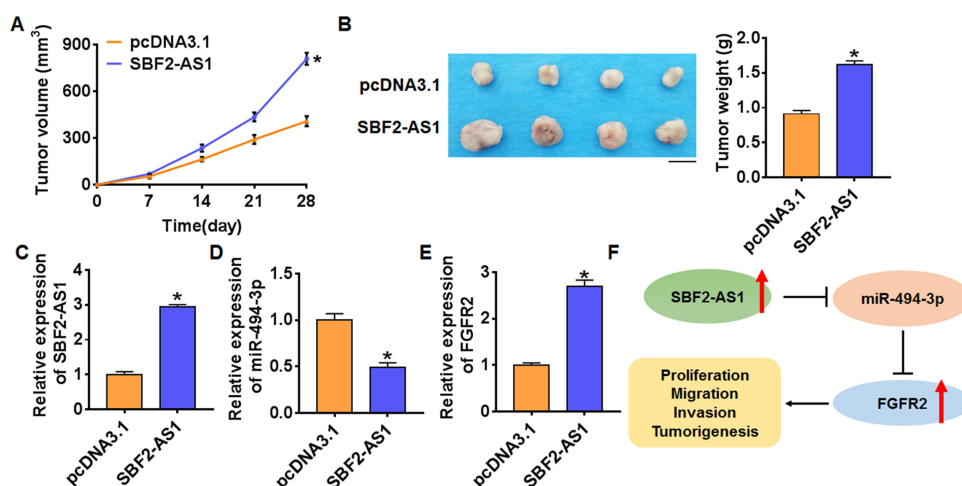 A
Tumor volume (mm3)
900
600
300
0
pcDNA3.1
SBF2-AS1
*
0 7 14 21 28
Time(day)
B
pcDNA3.1
SBF2-AS1
Tumor weight (g)
2.0
1.5
1.0
0.5
0.0
*
pcDNA3.1
SBF2-AS1
C
Relative expression
of SBF2-AS1
4
3
2
1
0
*
pcDNA3.1
SBF2-AS1
D
Relative expression
of miR-494-3p
1.5
1.0
0.5
0.0
*
pcDNA3.1
SBF2-AS1
E
Relative expression
of FGFR2
3
2
1
0
*
pcDNA3.1
SBF2-AS1
F
SBF2-AS1
miR-494-3p
Proliferation
Migration
Invasion
Tumorigenesis
FGFR2